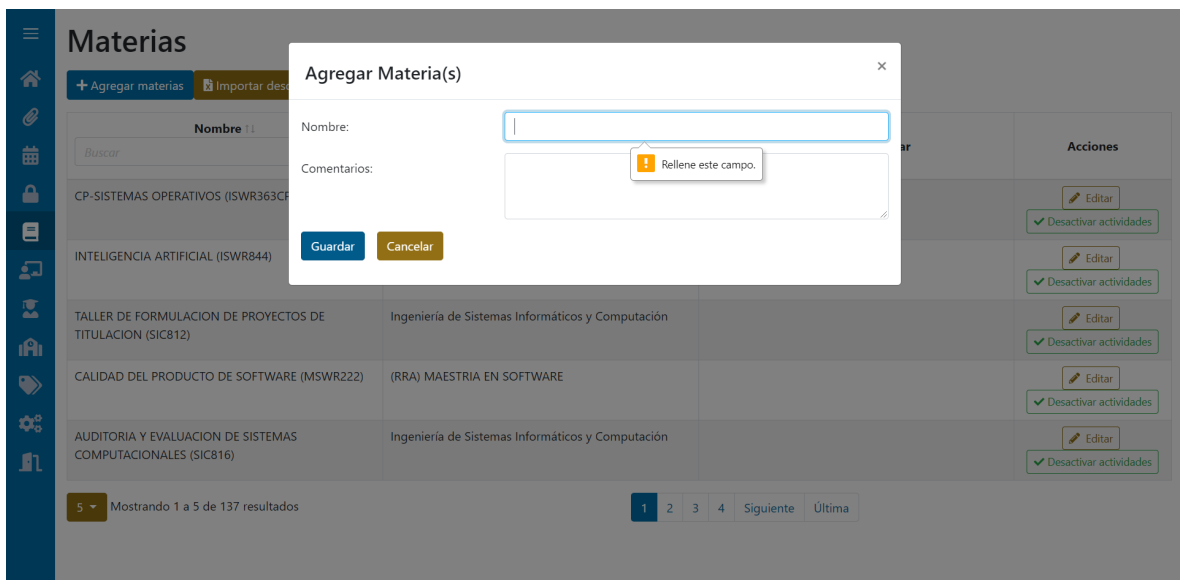 Materias
Agregar Materia(s)
×
Agregar materias
Importar desc
Nombre
Buscar
Nombre:
Rellene este campo.
Comentarios:
Guardar
Cancelar
ar
Acciones
CP-SISTEMAS OPERATIVOS (ISWR363CP
Editar
Desactivar actividades
INTELIGENCIA ARTIFICIAL (ISWR844)
Editar
Desactivar actividades
TALLER DE FORMULACION DE PROYECTOS DE
TITULACION (SIC812)
Ingeniería de Sistemas Informáticos y Computación
Editar
Desactivar actividades
CALIDAD DEL PRODUCTO DE SOFTWARE (MSWR222)
(RRA) MAESTRIA EN SOFTWARE
Editar
Desactivar actividades
AUDITORIA Y EVALUACION DE SISTEMAS
COMPUTACIONALES (SIC816)
Ingeniería de Sistemas Informáticos y Computación
Editar
Desactivar actividades
5 Mostrando 1 a 5 de 137 resultados
1 2 3 4 Siguiente Última